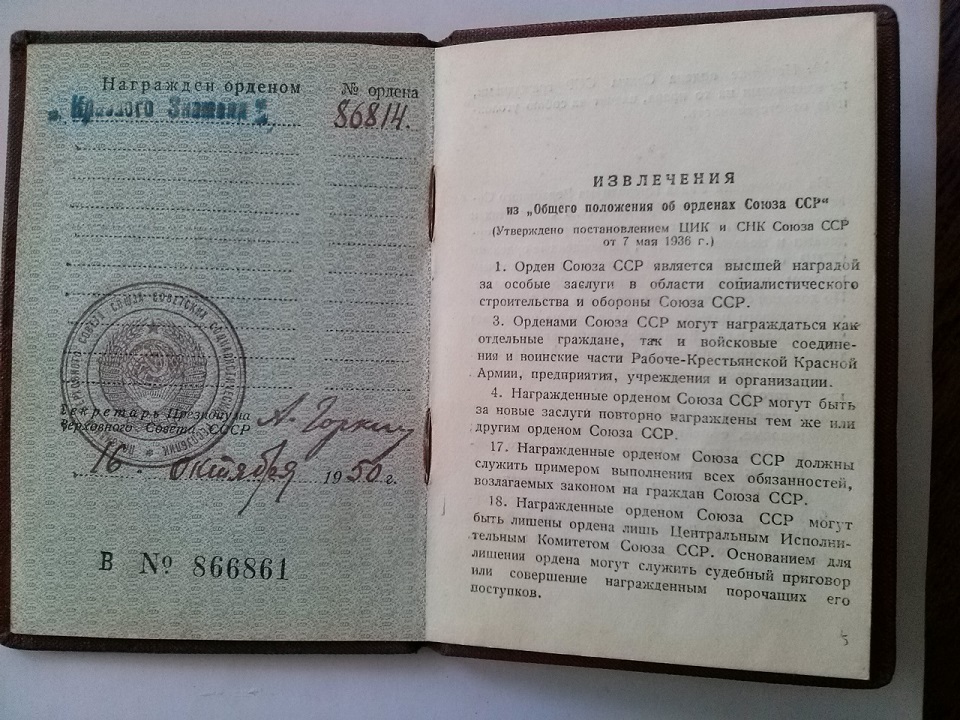 Награжден орденом № ордена
„Красного Знамени“ 86814.
Секретарь Президиума
Верховного Совета СССР А. Горкин
16. октября 1950 г.
В № 866861
ИЗВЛЕЧЕНИЯ
из „Общего положения об орденах Союза ССР“
(Утверждено постановлением ЦИК и СНК Союза ССР
от 7 мая 1936 г.)
1. Орден Союза ССР является высшей наградой
за особые заслуги в области социалистического
строительства и обороны Союза ССР.
3. Орденами Союза ССР могут награждаться как
отдельные граждане, так и войсковые соедине-
ния и воинские части Рабоче-Крестьянской Красной
Армии, предприятия, учреждения и организации.
4. Награжденные орденом Союза ССР могут быть
за новые заслуги повторно награждены тем же или
другим орденом Союза ССР.
17. Награжденные орденом Союза ССР должны
служить примером выполнения всех обязанностей,
возлагаемых законом на граждан Союза ССР.
18. Награжденные орденом Союза ССР могут
быть лишены ордена лишь Центральным Исполни-
тельным Комитетом Союза ССР. Основанием для
лишения ордена могут служить судебный приговор
или совершение награжденным порочащих его
поступков.
5